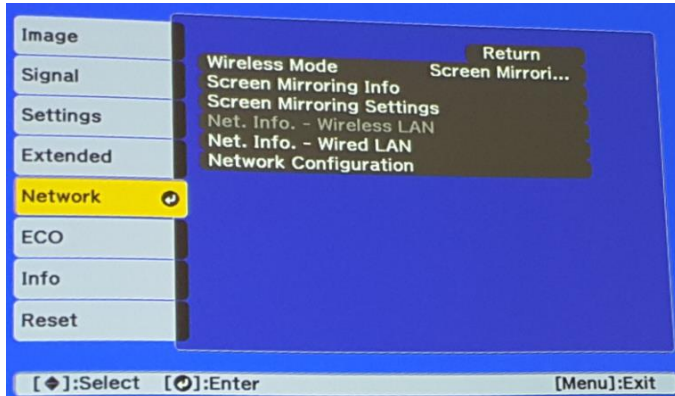 Image
Signal
Settings
Extended
Network
ECO
Info
Reset
Return
Wireless Mode Screen Mirrori...
Screen Mirroring Info
Screen Mirroring Settings
Net. Info. - Wireless LAN
Net. Info. - Wired LAN
Network Configuration
[◆]:Select [⏎]:Enter [Menu]:Exit